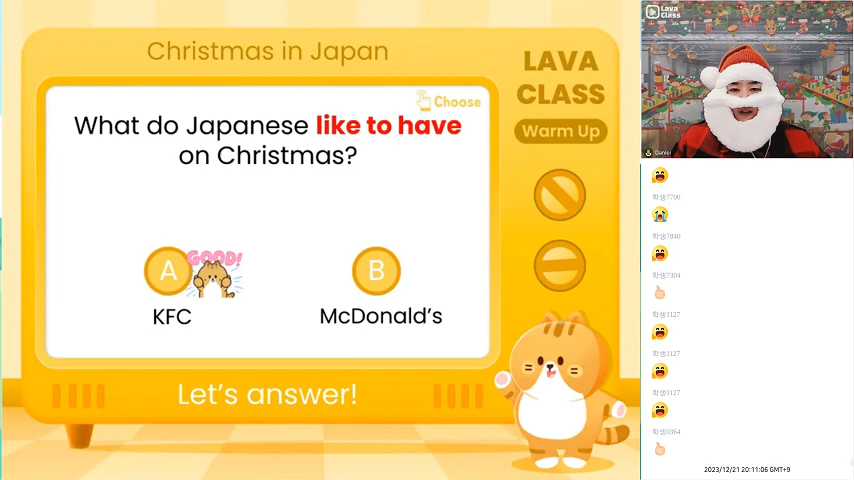 Christmas in Japan
Choose
What do Japanese like to have
on Christmas?
A
GOOD!
B
KFC
McDonald's
Let's answer!
LAVA
CLASS
Warm Up
Lava
Class
Daniel
학생7700
학생7840
학생7304
학생1127
학생1127
학생1127
학생9364
2023/12/21 20:11:06 GMT+9